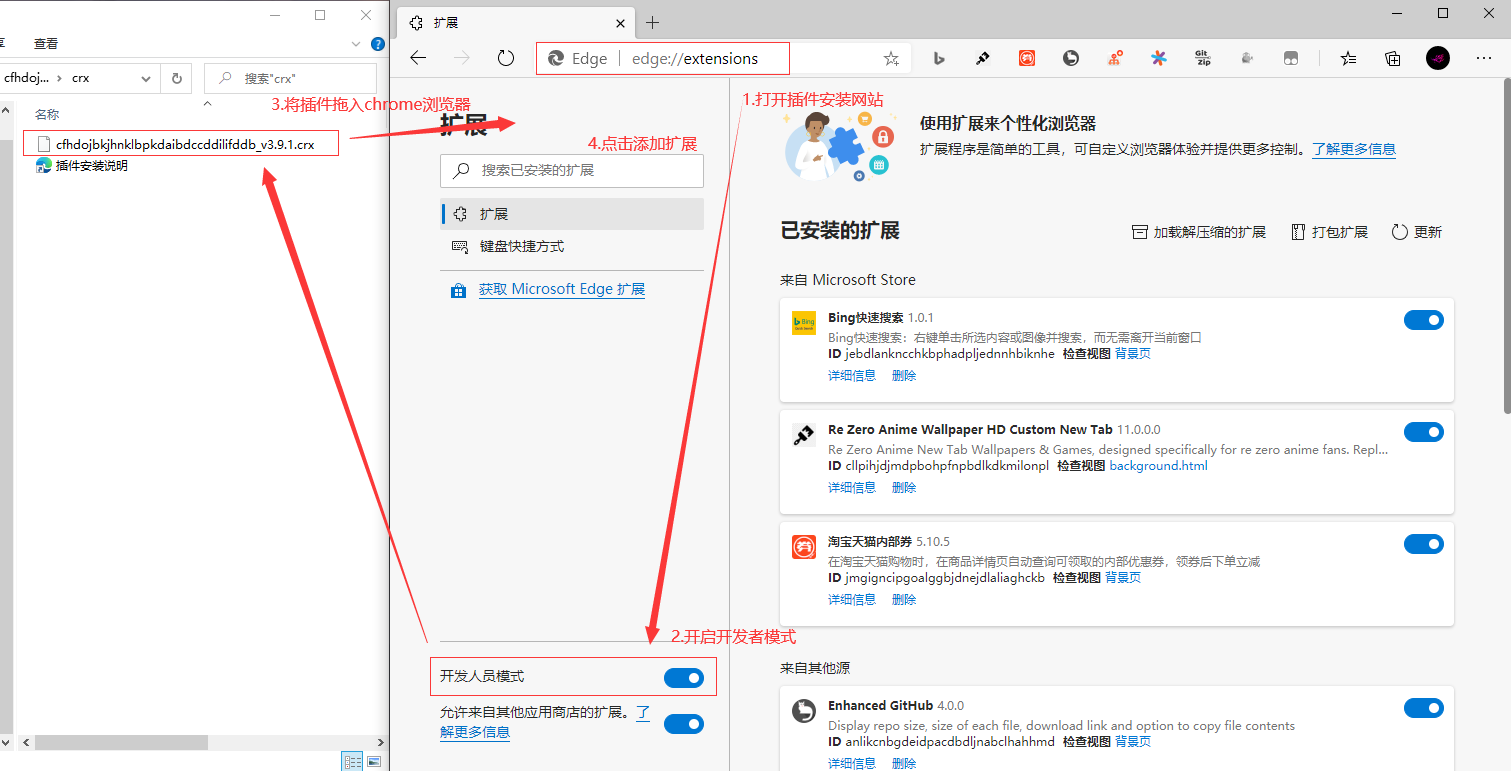 享
查看
cfhdoj... › crx
搜索"crx"
名称
cfhdojbkjhnklbpkdaibdccddilifddb_v3.9.1.crx
插件安装说明
3.将插件拖入chrome浏览器
扩展
Edge
edge://extensions
Git
zip
1.打开插件安装网站
扩展
4.点击添加扩展
搜索已安装的扩展
扩展
键盘快捷方式
获取 Microsoft Edge 扩展
2.开启开发者模式
开发人员模式
允许来自其他应用商店的扩展。了
解更多信息
使用扩展来个性化浏览器
扩展程序是简单的工具，可自定义浏览器体验并提供更多控制。了解更多信息
已安装的扩展
加载解压缩的扩展
打包扩展
更新
来自 Microsoft Store
Bing快速搜索 1.0.1
Bing快速搜索：右键单击所选内容或图像并搜索，而无需离开当前窗口
ID jebdlankncchkbphadpljednnhbiknhe 检查视图 背景页
详细信息 删除
Re Zero Anime Wallpaper HD Custom New Tab 11.0.0.0
Re Zero Anime New Tab Wallpapers & Games, designed specifically for re zero anime fans. Repl...
ID cllpihjdjmdpbohpfnpbdlkdkmilonpl 检查视图 background.html
详细信息 删除
淘宝天猫内部券 5.10.5
在淘宝天猫购物时，在商品详情页自动查询可领取的内部优惠券，领券后下单立减
ID jmgigncipgoalggbjdnejdlaliaghckb 检查视图 背景页
详细信息 删除
来自其他源
Enhanced GitHub 4.0.0
Display repo size, size of each file, download link and option to copy file contents
ID anlikcnbgdeidpacdbdljnabclhahhmd 检查视图 背景页
详细信息 删除